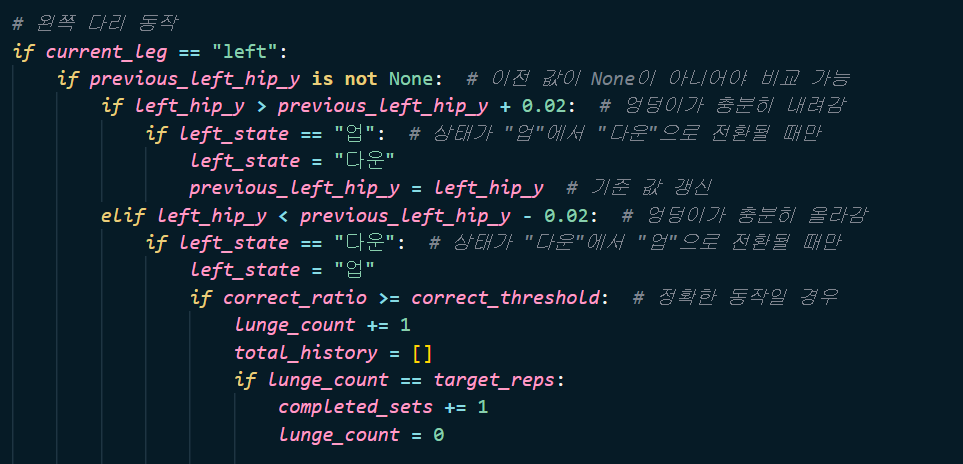 # 왼쪽 다리 동작
if current_leg == "left":
    if previous_left_hip_y is not None:  # 이전 값이 None이 아니어야 비교 가능
        if left_hip_y > previous_left_hip_y + 0.02:  # 엉덩이가 충분히 내려감
            if left_state == "업":  # 상태가 "업"에서 "다운"으로 전환될 때만
                left_state = "다운"
                previous_left_hip_y = left_hip_y  # 기준 값 갱신
        elif left_hip_y < previous_left_hip_y - 0.02:  # 엉덩이가 충분히 올라감
            if left_state == "다운":  # 상태가 "다운"에서 "업"으로 전환될 때만
                left_state = "업"
                if correct_ratio >= correct_threshold:  # 정확한 동작일 경우
                    lunge_count += 1
                    total_history = []
                    if lunge_count == target_reps:
                        completed_sets += 1
                        lunge_count = 0